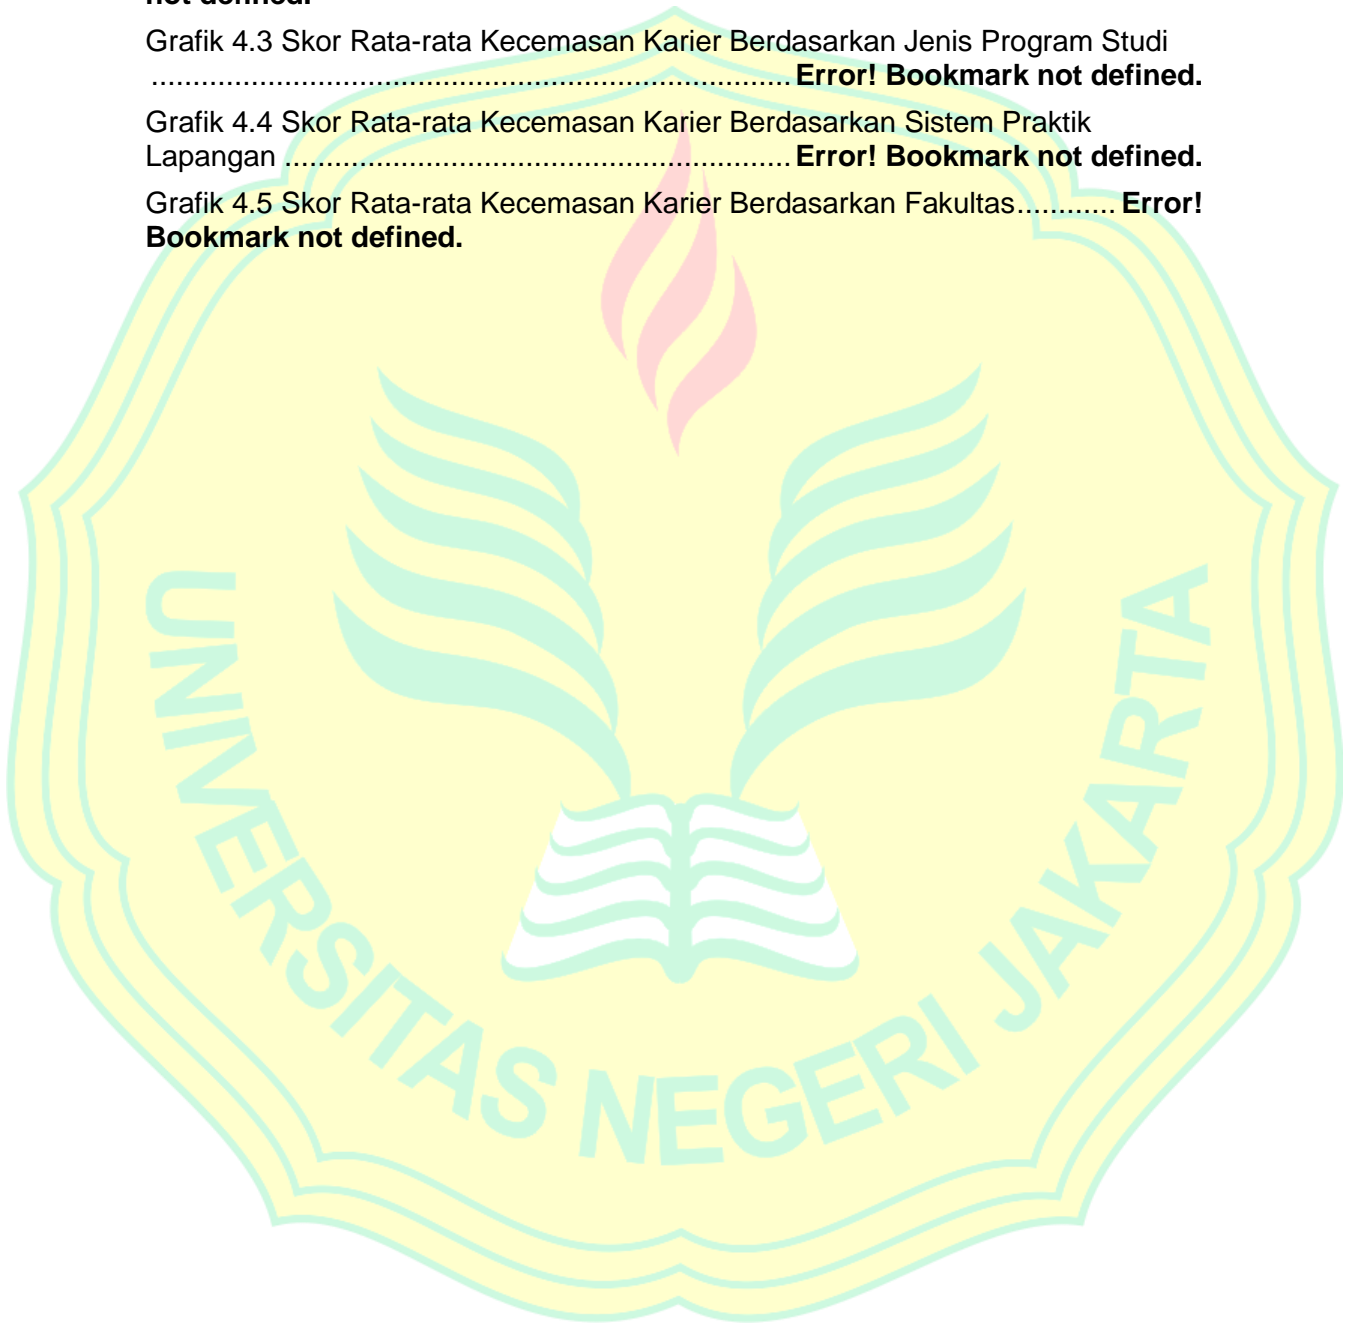 not defined.
Grafik 4.3 Skor Rata-rata Kecemasan Karier Berdasarkan Jenis Program Studi
.............................................................................. Error! Bookmark not defined.
Grafik 4.4 Skor Rata-rata Kecemasan Karier Berdasarkan Sistem Praktik
Lapangan .............................................................. Error! Bookmark not defined.
Grafik 4.5 Skor Rata-rata Kecemasan Karier Berdasarkan Fakultas............ Error!
Bookmark not defined.
UNIVERSITAS NEGERI JAKARTA